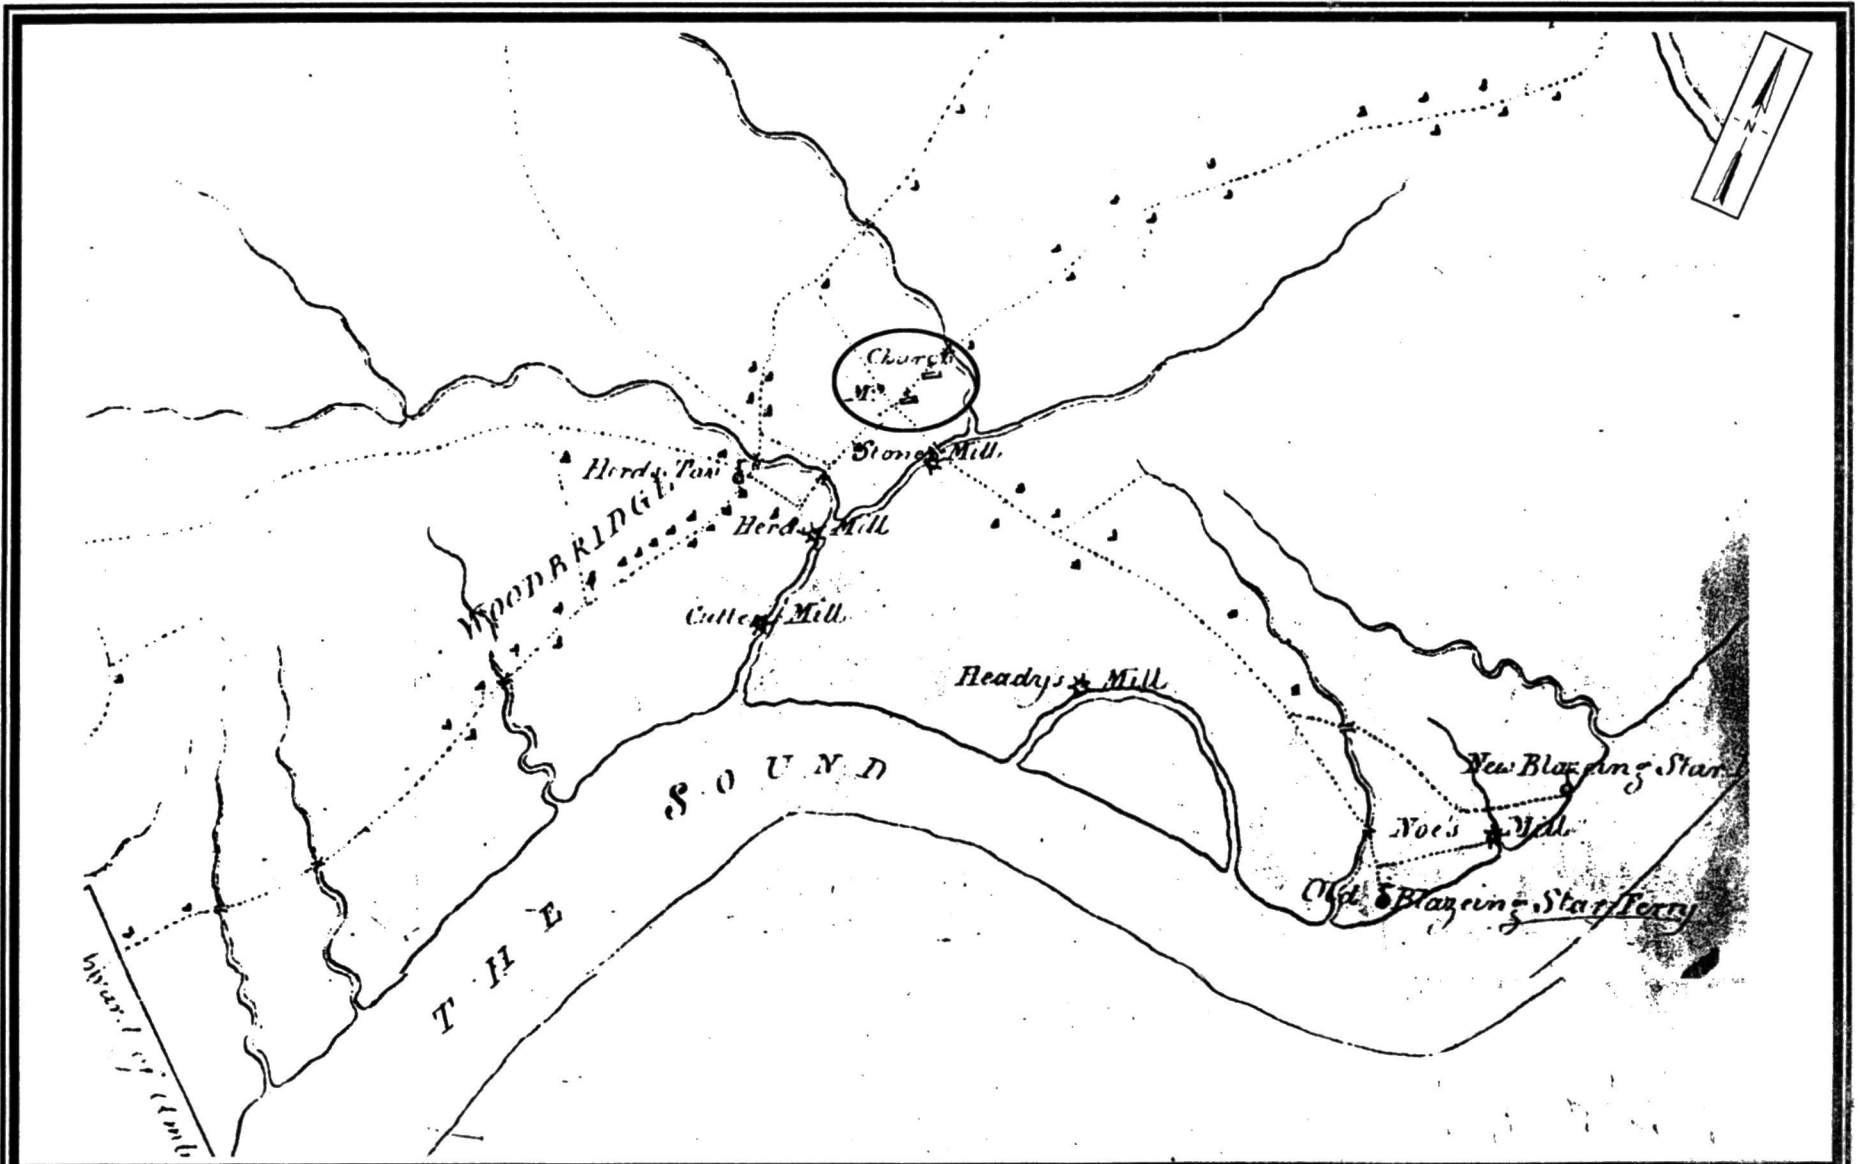 N
Church
Stone Mill
Herds Tav
WOODBRIDGE
Herds Mill
Cutters Mill
Headys Mill
THE SOUND
New Blazeing Star
Noe's Mill
Old Blazeing Star Ferry